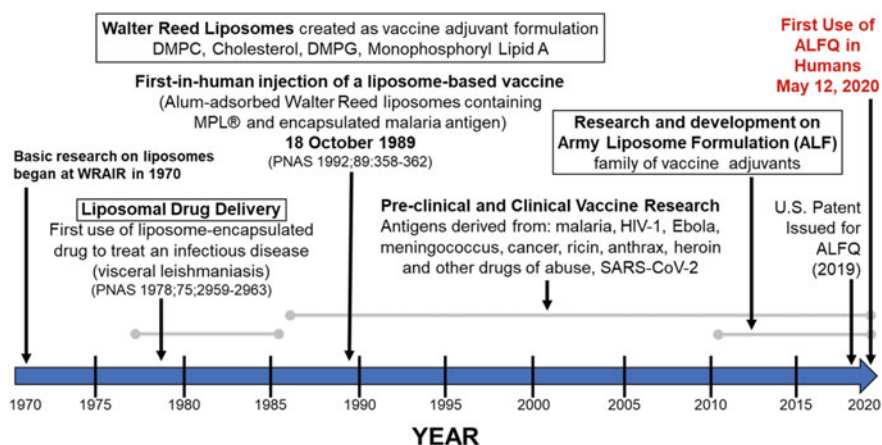 Walter Reed Liposomes created as vaccine adjuvant formulation
DMPC, Cholesterol, DMPG, Monophosphoryl Lipid A
First Use of
ALFQ in
Humans
May 12, 2020
First-in-human injection of a liposome-based vaccine
(Alum-adsorbed Walter Reed liposomes containing
MPL® and encapsulated malaria antigen)
18 October 1989
(PNAS 1992;89:358-362)
Research and development on
Army Liposome Formulation (ALF)
family of vaccine adjuvants
Basic research on liposomes
began at WRAIR in 1970
Liposomal Drug Delivery
First use of liposome-encapsulated
drug to treat an infectious disease
(visceral leishmaniasis)
(PNAS 1978;75;2959-2963)
Pre-clinical and Clinical Vaccine Research
Antigens derived from: malaria, HIV-1, Ebola,
meningococcus, cancer, ricin, anthrax, heroin
and other drugs of abuse, SARS-CoV-2
U.S. Patent
Issued for
ALFQ
(2019)
1970 1975 1980 1985 1990 1995 2000 2005 2010 2015 2020
YEAR